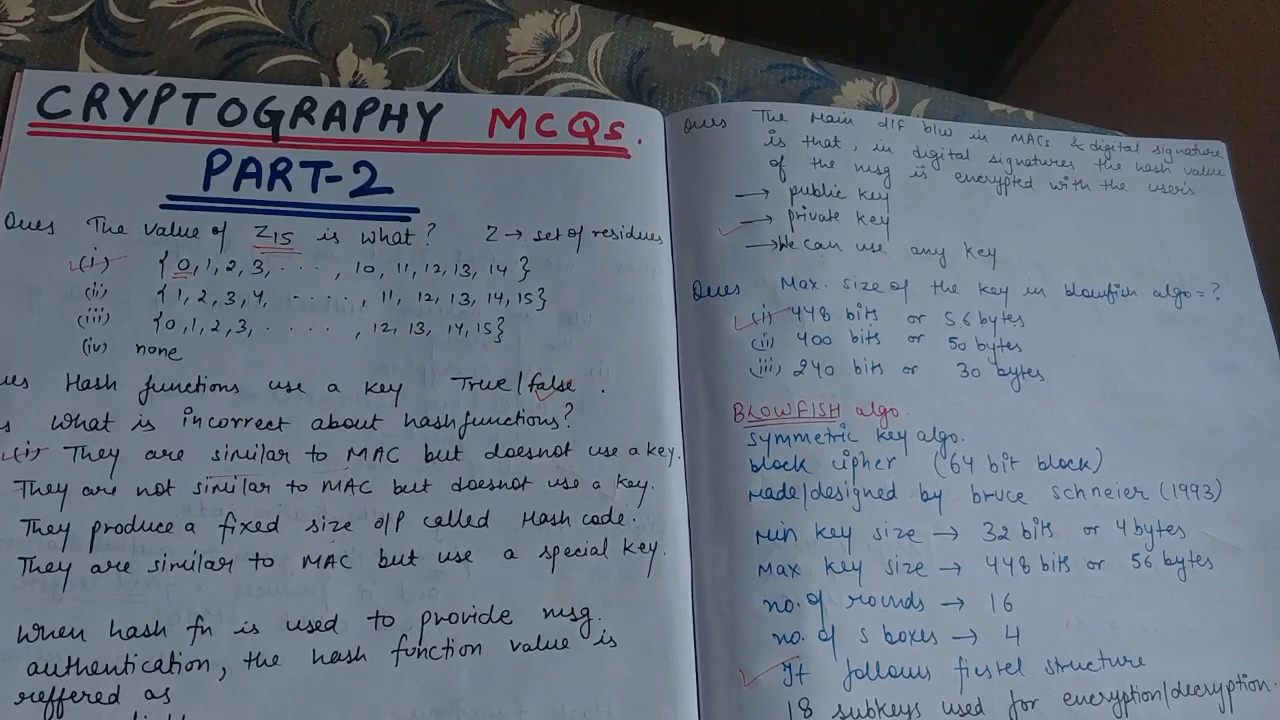 CRYPTOGRAPHY MCQs.
PART-2
Ques The value of Z15 is what? Z → set of residues
(i) {0, 1, 2, 3, ...., 10, 11, 12, 13, 14}
(ii) {1, 2, 3, 4, ....., 11, 12, 13, 14, 15}
(iii) {0, 1, 2, 3, ....., 12, 13, 14, 15}
(iv) none
ues Hash functions use a key True/false.
s What is incorrect about hash functions?
(i) They are similar to MAC but doesnot use a key.
They are not similar to MAC but doesnot use a key.
They produce a fixed size o/p called Hash code.
They are similar to MAC but use a special key.
When hash fn is used to provide msg.
authentication, the hash function value is
reffered as
Ques The Main dif b/w in MACs & digital signature
is that, in digital signatures the hash value
of the msg is encrypted with the user's
→ public key
→ private key
→ We can use any key
Ques Max. size of the key in blowfish algo = ?
(i) 448 bits or 56 bytes
(ii) 400 bits or 50 bytes
(iii) 240 bits or 30 bytes
BLOWFISH algo.
symmetric key algo.
block cipher (64 bit block)
made/designed by bruce schneier (1993)
Min key size → 32 bits or 4 bytes
Max key size → 448 bits or 56 bytes
no. of rounds → 16
no. of s boxes → 4
It follows fiestel structure
18 subkeys used for encryption/decryption.